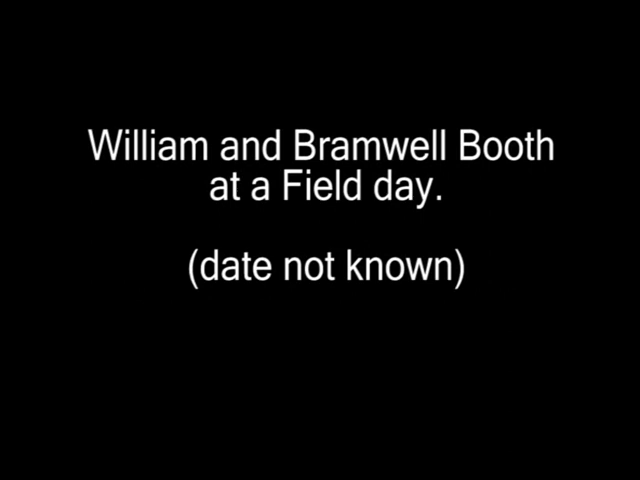 William and Bramwell Booth
at a Field day.
(date not known)